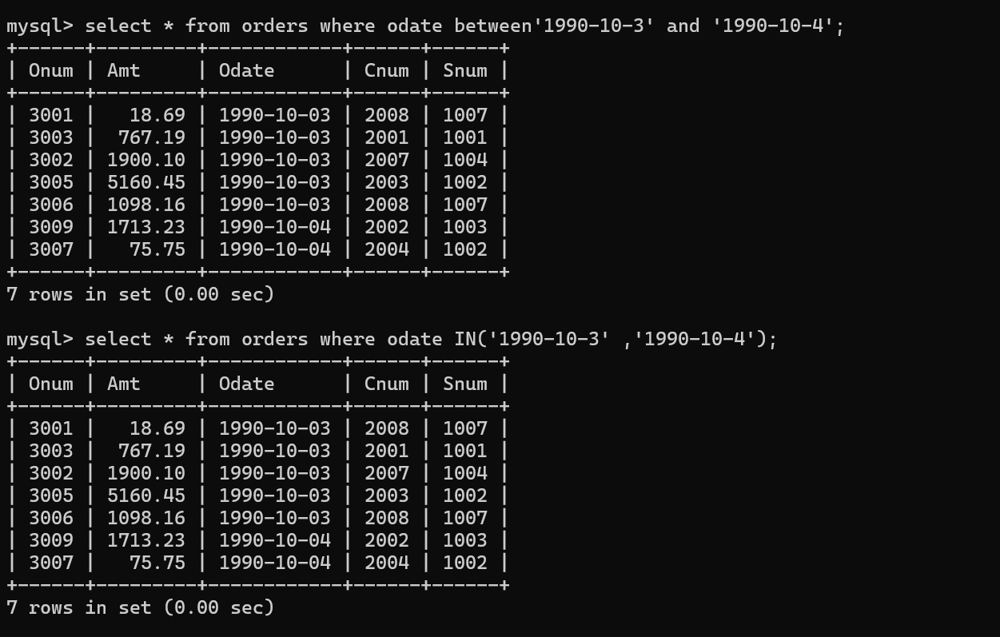 mysql> select * from orders where odate between'1990-10-3' and '1990-10-4';
+------+---------+------------+------+------+
| Onum | Amt     | Odate      | Cnum | Snum |
+------+---------+------------+------+------+
| 3001 |   18.69 | 1990-10-03 | 2008 | 1007 |
| 3003 |  767.19 | 1990-10-03 | 2001 | 1001 |
| 3002 | 1900.10 | 1990-10-03 | 2007 | 1004 |
| 3005 | 5160.45 | 1990-10-03 | 2003 | 1002 |
| 3006 | 1098.16 | 1990-10-03 | 2008 | 1007 |
| 3009 | 1713.23 | 1990-10-04 | 2002 | 1003 |
| 3007 |   75.75 | 1990-10-04 | 2004 | 1002 |
+------+---------+------------+------+------+
7 rows in set (0.00 sec)
mysql> select * from orders where odate IN('1990-10-3' ,'1990-10-4');
+------+---------+------------+------+------+
| Onum | Amt     | Odate      | Cnum | Snum |
+------+---------+------------+------+------+
| 3001 |   18.69 | 1990-10-03 | 2008 | 1007 |
| 3003 |  767.19 | 1990-10-03 | 2001 | 1001 |
| 3002 | 1900.10 | 1990-10-03 | 2007 | 1004 |
| 3005 | 5160.45 | 1990-10-03 | 2003 | 1002 |
| 3006 | 1098.16 | 1990-10-03 | 2008 | 1007 |
| 3009 | 1713.23 | 1990-10-04 | 2002 | 1003 |
| 3007 |   75.75 | 1990-10-04 | 2004 | 1002 |
+------+---------+------------+------+------+
7 rows in set (0.00 sec)